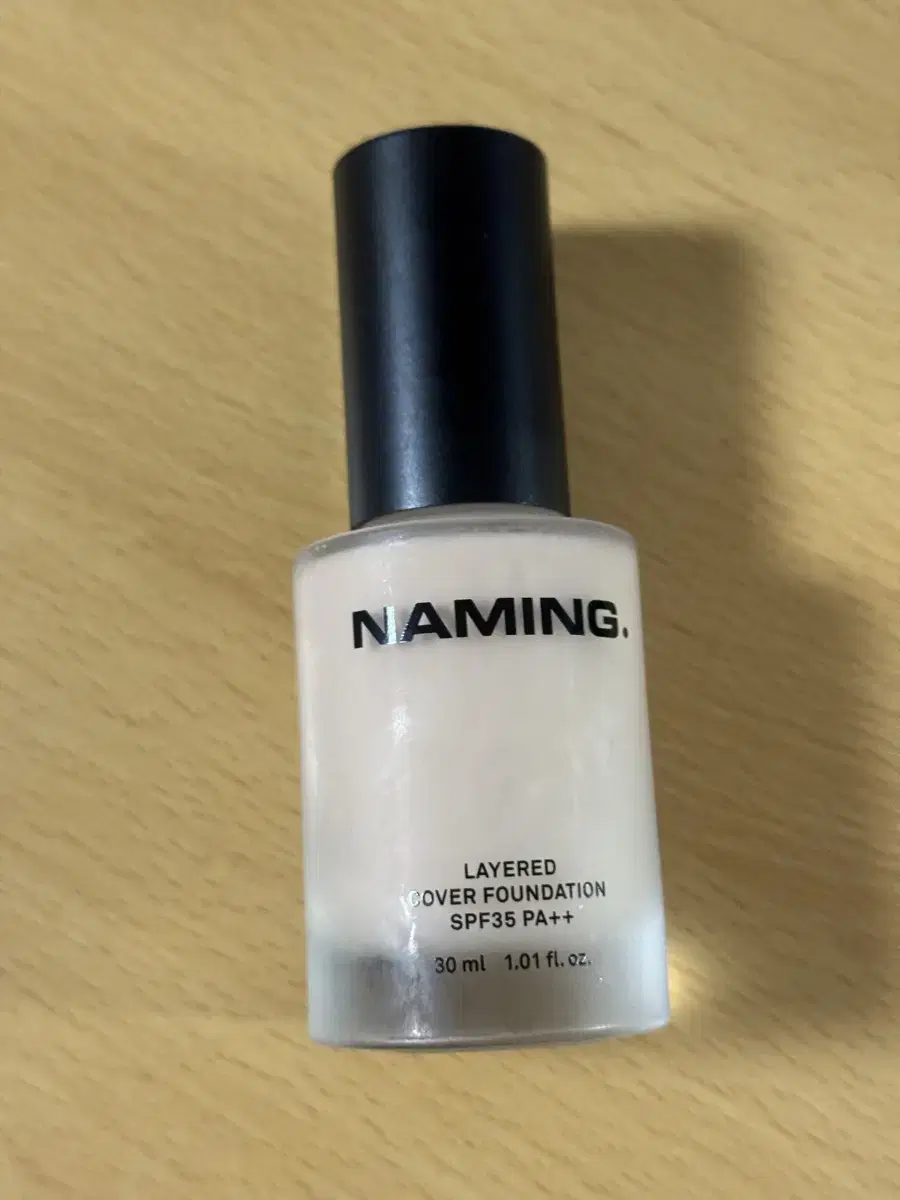 NAMING.
LAYERED
COVER FOUNDATION
SPF35 PA++
30 ml 1.01 fl. oz.